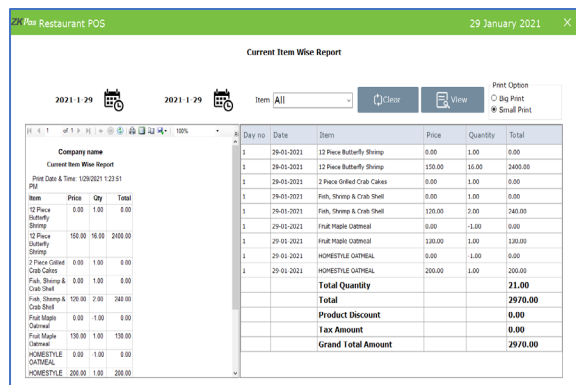 ZKPos Restaurant POS 29 January 2021 X
Current Item Wise Report
2021-1-29 2021-1-29 Item All Clear View
Print Option
Big Print
Small Print
1 of 1 100%
Company name
Current Item Wise Report
Print Date & Time: 1/29/2021 1:23:51
PM
Item Price Qty Total
12 Piece
Butterfly
Shrimp 0.00 1.00 0.00
12 Piece
Butterfly
Shrimp 150.00 16.00 2400.00
2 Piece Grilled
Crab Cakes 0.00 1.00 0.00
Fish, Shrimp &
Crab Shell 0.00 1.00 0.00
Fish, Shrimp &
Crab Shell 120.00 2.00 240.00
Fruit Maple
Oatmeal 0.00 -1.00 0.00
Fruit Maple
Oatmeal 130.00 1.00 130.00
HOMESTYLE
OATMEAL 0.00 -1.00 0.00
HOMESTYLE 200.00 1.00 200.00
Day no Date Item Price Quantity Total
1 29-01-2021 12 Piece Butterfly Shrimp 0.00 1.00 0.00
1 29-01-2021 12 Piece Butterfly Shrimp 150.00 16.00 2400.00
1 29-01-2021 2 Piece Grilled Crab Cakes 0.00 1.00 0.00
1 29-01-2021 Fish, Shrimp & Crab Shell 0.00 1.00 0.00
1 29-01-2021 Fish, Shrimp & Crab Shell 120.00 2.00 240.00
1 29-01-2021 Fruit Maple Oatmeal 0.00 -1.00 0.00
1 29-01-2021 Fruit Maple Oatmeal 130.00 1.00 130.00
1 29-01-2021 HOMESTYLE OATMEAL 0.00 -1.00 0.00
1 29-01-2021 HOMESTYLE OATMEAL 200.00 1.00 200.00
Total Quantity 21.00
Total 2970.00
Product Discount 0.00
Tax Amount 0.00
Grand Total Amount 2970.00